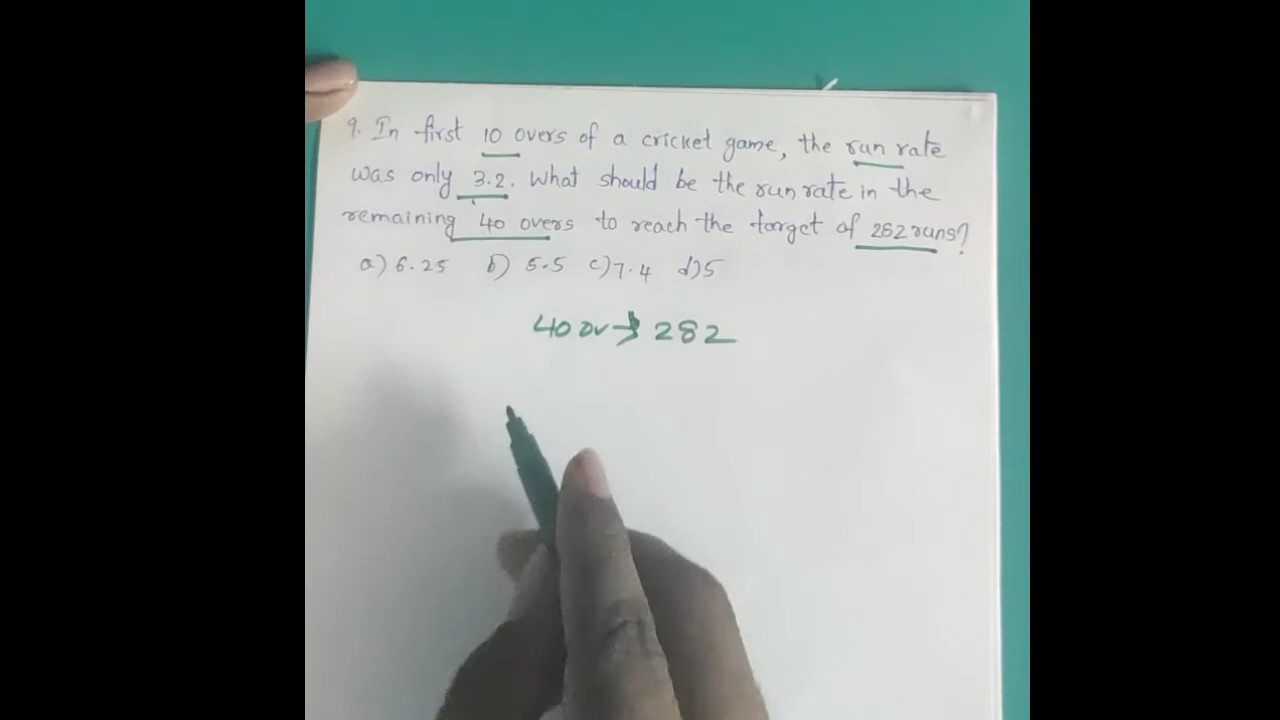 9. In first 10 overs of a cricket game, the run rate
was only 3.2. What should be the run rate in the
remaining 40 overs to reach the target of 282 runs?
a) 6.25 b) 5.5 c) 7.4 d) 5
40 ov → 282